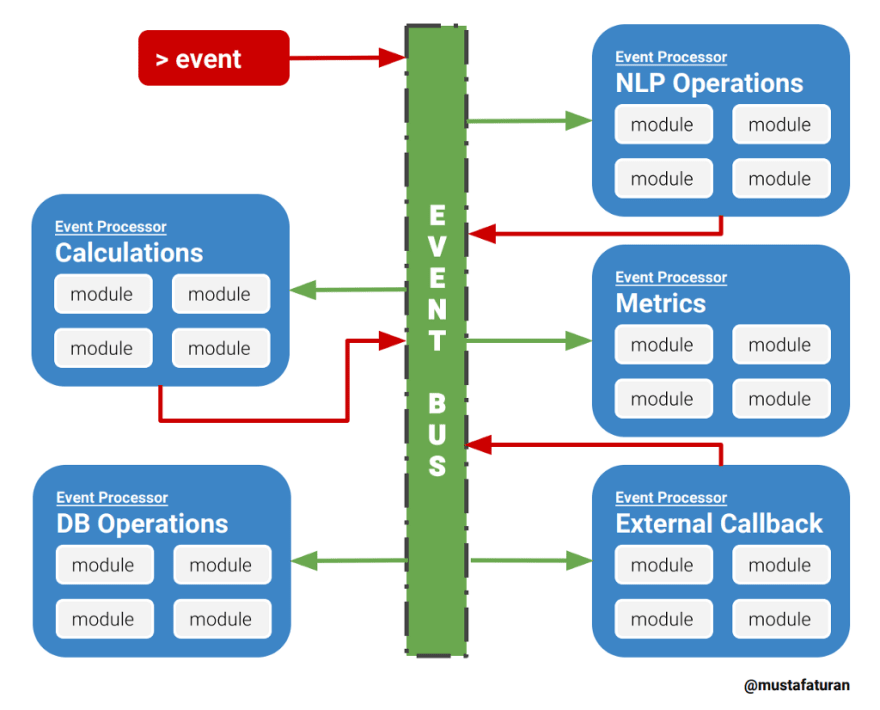 > event
Event Processor
NLP Operations
module module
module module
Event Processor
Calculations
module module
module module
EVENT BUS
Event Processor
Metrics
module module
module module
Event Processor
DB Operations
module module
module module
Event Processor
External Callback
module module
module module
@mustafaturan